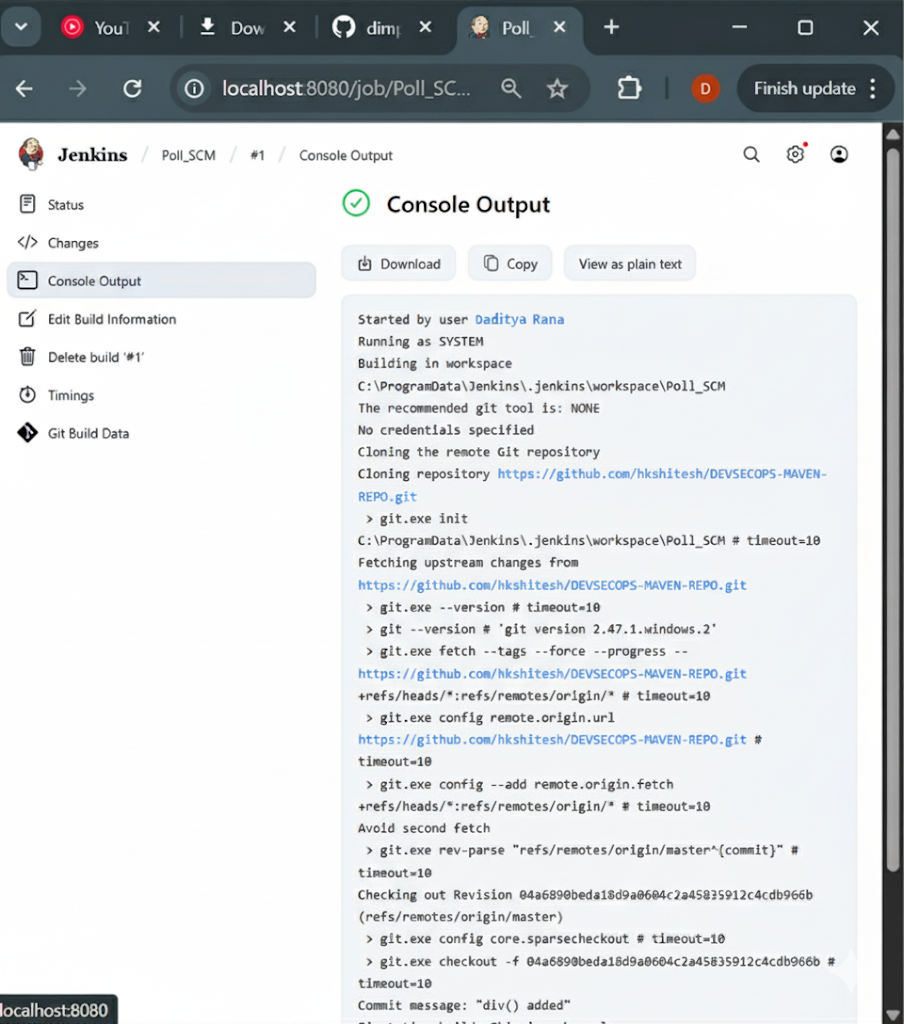 YouT
Dow
dimp
Poll_
localhost:8080/job/Poll_SC...
D
Finish update
Jenkins / Poll_SCM / #1 / Console Output
Status
Changes
Console Output
Edit Build Information
Delete build '#1'
Timings
Git Build Data
Console Output
Download
Copy
View as plain text
Started by user Daditya Rana
Running as SYSTEM
Building in workspace
C:\ProgramData\Jenkins\.jenkins\workspace\Poll_SCM
The recommended git tool is: NONE
No credentials specified
Cloning the remote Git repository
Cloning repository https://github.com/hkshitesh/DEVSECOPS-MAVEN-
REPO.git
> git.exe init
C:\ProgramData\Jenkins\.jenkins\workspace\Poll_SCM # timeout=10
Fetching upstream changes from
https://github.com/hkshitesh/DEVSECOPS-MAVEN-REPO.git
> git.exe --version # timeout=10
> git --version # 'git version 2.47.1.windows.2'
> git.exe fetch --tags --force --progress --
https://github.com/hkshitesh/DEVSECOPS-MAVEN-REPO.git
+refs/heads/*:refs/remotes/origin/* # timeout=10
> git.exe config remote.origin.url
https://github.com/hkshitesh/DEVSECOPS-MAVEN-REPO.git #
timeout=10
> git.exe config --add remote.origin.fetch
+refs/heads/*:refs/remotes/origin/* # timeout=10
Avoid second fetch
> git.exe rev-parse "refs/remotes/origin/master^{commit}" #
timeout=10
Checking out Revision 04a6890beda18d9a0604c2a45835912c4cdb966b
(refs/remotes/origin/master)
> git.exe config core.sparsecheckout # timeout=10
> git.exe checkout -f 04a6890beda18d9a0604c2a45835912c4cdb966b #
timeout=10
Commit message: "div() added"
localhost:8080